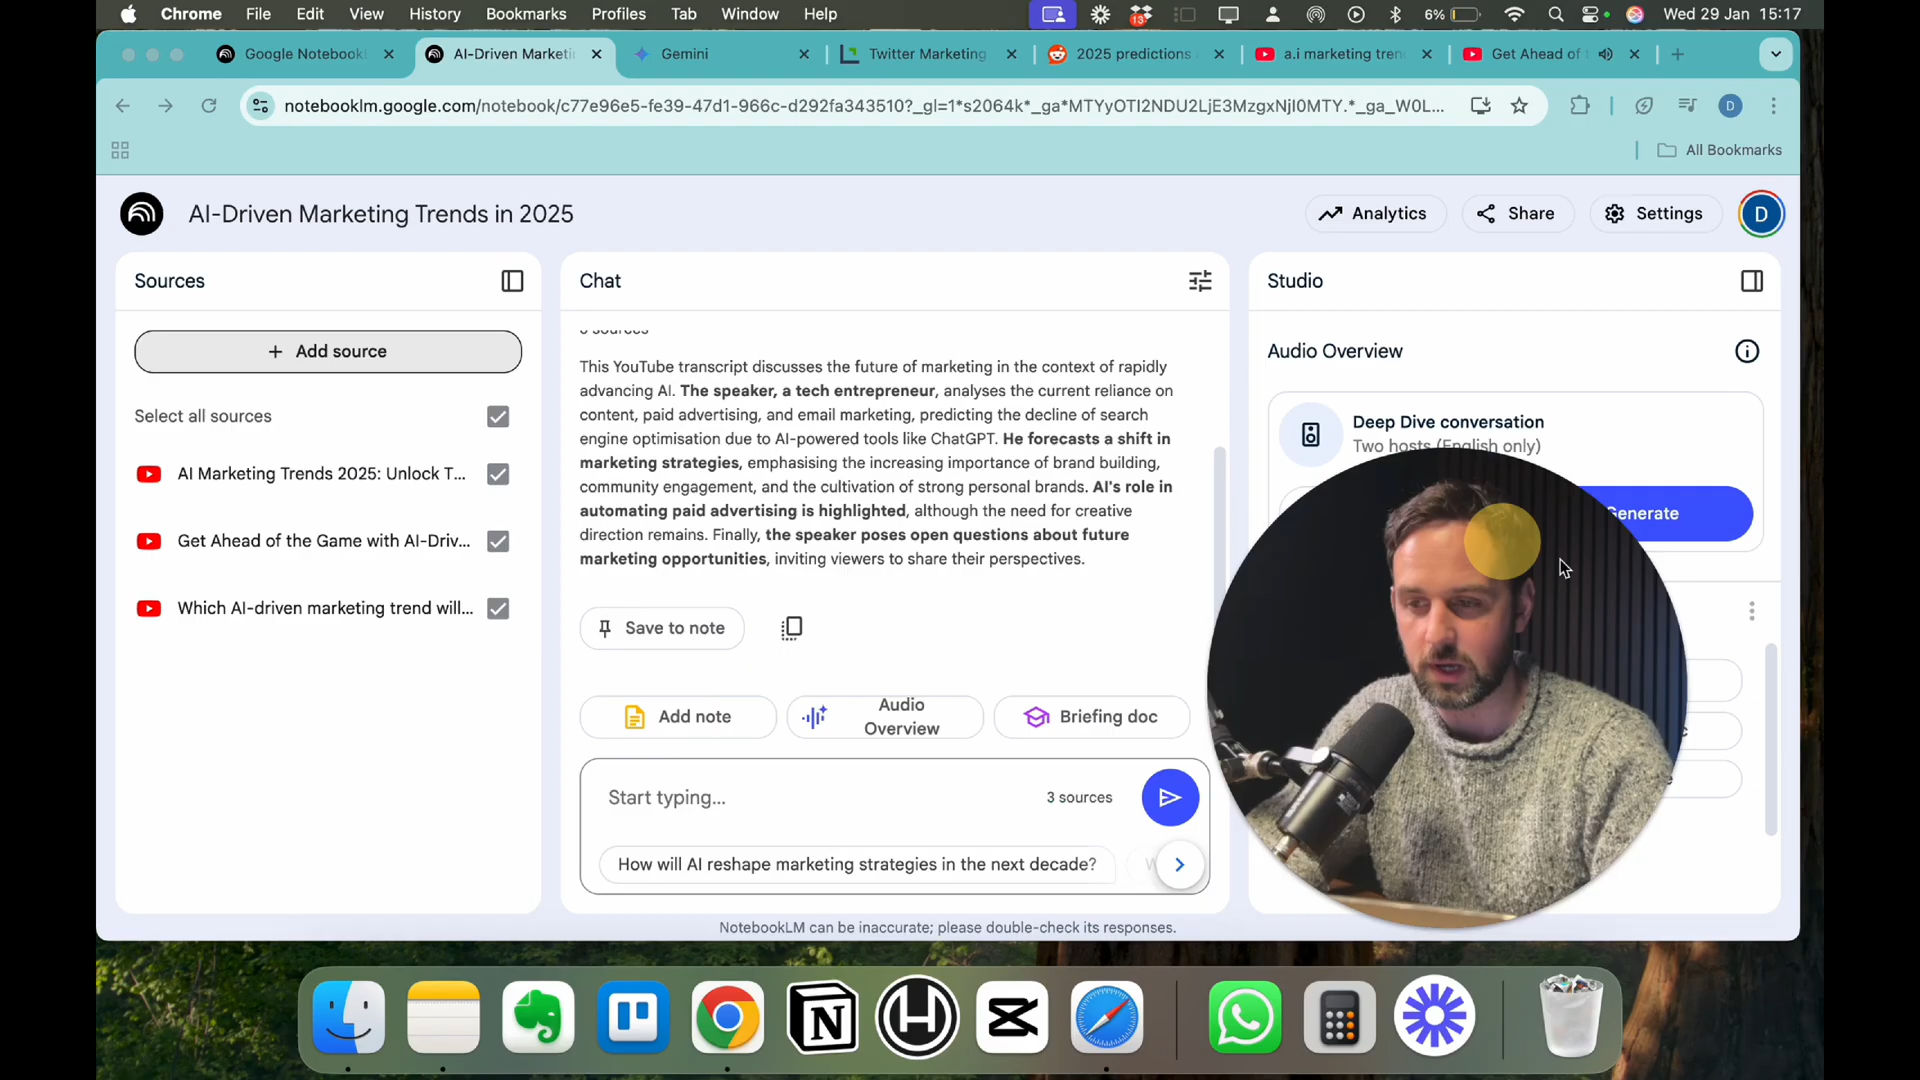 Chrome File Edit View History Bookmarks Profiles Tab Window Help 13 6% Wed 29 Jan 15:17
Google Notebookl AI-Driven Marketi Gemini Twitter Marketing 2025 predictions a.i marketing tren Get Ahead of
notebooklm.google.com/notebook/c77e96e5-fe39-47d1-966c-d292fa343510?_gl=1*s2064k*_ga*MTYyOTI2NDU2LjE3MzgxNjI0MTY.*_ga_W0L... D
All Bookmarks
AI-Driven Marketing Trends in 2025 Analytics Share Settings D
Sources
+ Add source
Select all sources
AI Marketing Trends 2025: Unlock T...
Get Ahead of the Game with AI-Driv...
Which AI-driven marketing trend will...
Chat
sources
This YouTube transcript discusses the future of marketing in the context of rapidly
advancing AI. The speaker, a tech entrepreneur, analyses the current reliance on
content, paid advertising, and email marketing, predicting the decline of search
engine optimisation due to AI-powered tools like ChatGPT. He forecasts a shift in
marketing strategies, emphasising the increasing importance of brand building,
community engagement, and the cultivation of strong personal brands. AI's role in
automating paid advertising is highlighted, although the need for creative
direction remains. Finally, the speaker poses open questions about future
marketing opportunities, inviting viewers to share their perspectives.
Save to note
Add note
Audio
Overview
Briefing doc
Start typing...
3 sources
How will AI reshape marketing strategies in the next decade?
Studio
Audio Overview
Deep Dive conversation
Two hosts (English only)
Generate
NotebookLM can be inaccurate; please double-check its responses.